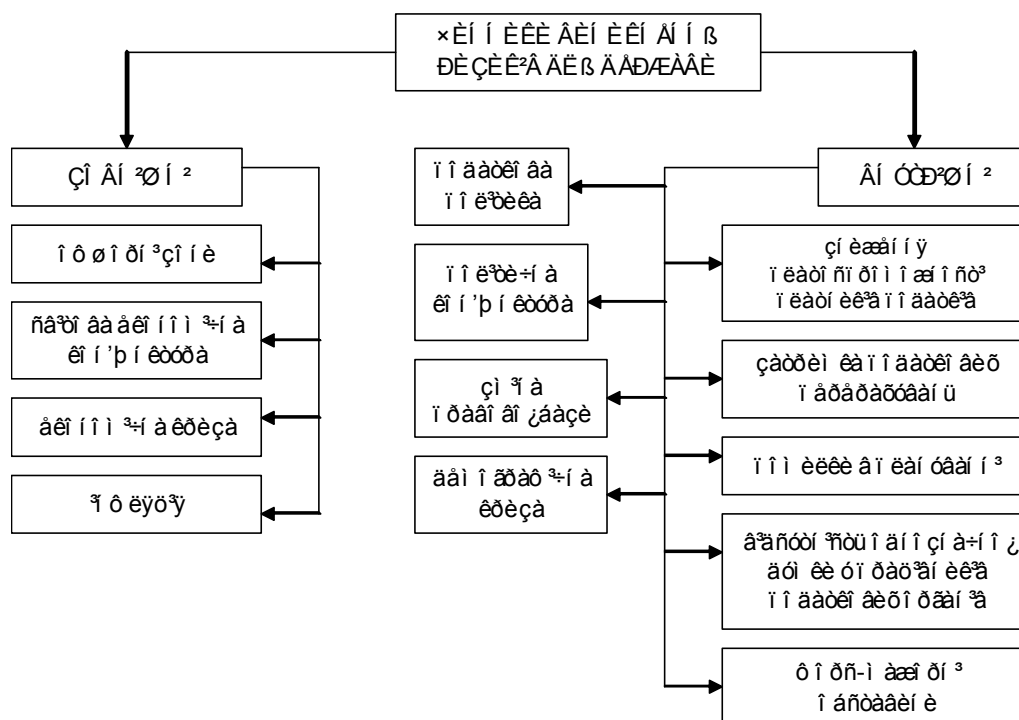 ×ÈÍÍÈÊÈ ÂÈÍÈÊÍÅÍÍß
ÐÈÇÈÊ²Â ÄËß ÄÅÐÆÀÂÈ
ÇÎÂÍ²ØÍ²
îôøîðí³ çîíè
ñâ³òîâà åêîíîì³÷íà
êîí'þíêòóðà
åêîíîì³÷íà êðèçà
³íôëÿö³ÿ
ïîäàòêîâà
ïîë³òèêà
ïîë³òè÷íà
êîí'þíêòóðà
çì³íà
ïðàâîâî¿ áàçè
äåìîãðàô³÷íà
êðèçà
ÂÍÓÒÐ²ØÍ²
çíèæåííÿ
ïëàòîñïðîìîæíîñò³
ïëàòíèê³â ïîäàòê³â
çàòðèìêà ïîäàòêîâèõ
ïåðåðàõóâàíü
ïîìèëêè â ïëàíóâàíí³
â³äñóòí³ñòü îäíîçíà÷íî¿
äóìêè ó ïðàö³âíèê³â
ïîäàòêîâèõ îðãàí³â
ôîðñ-ìàæîðí³
îáñòàâèíè